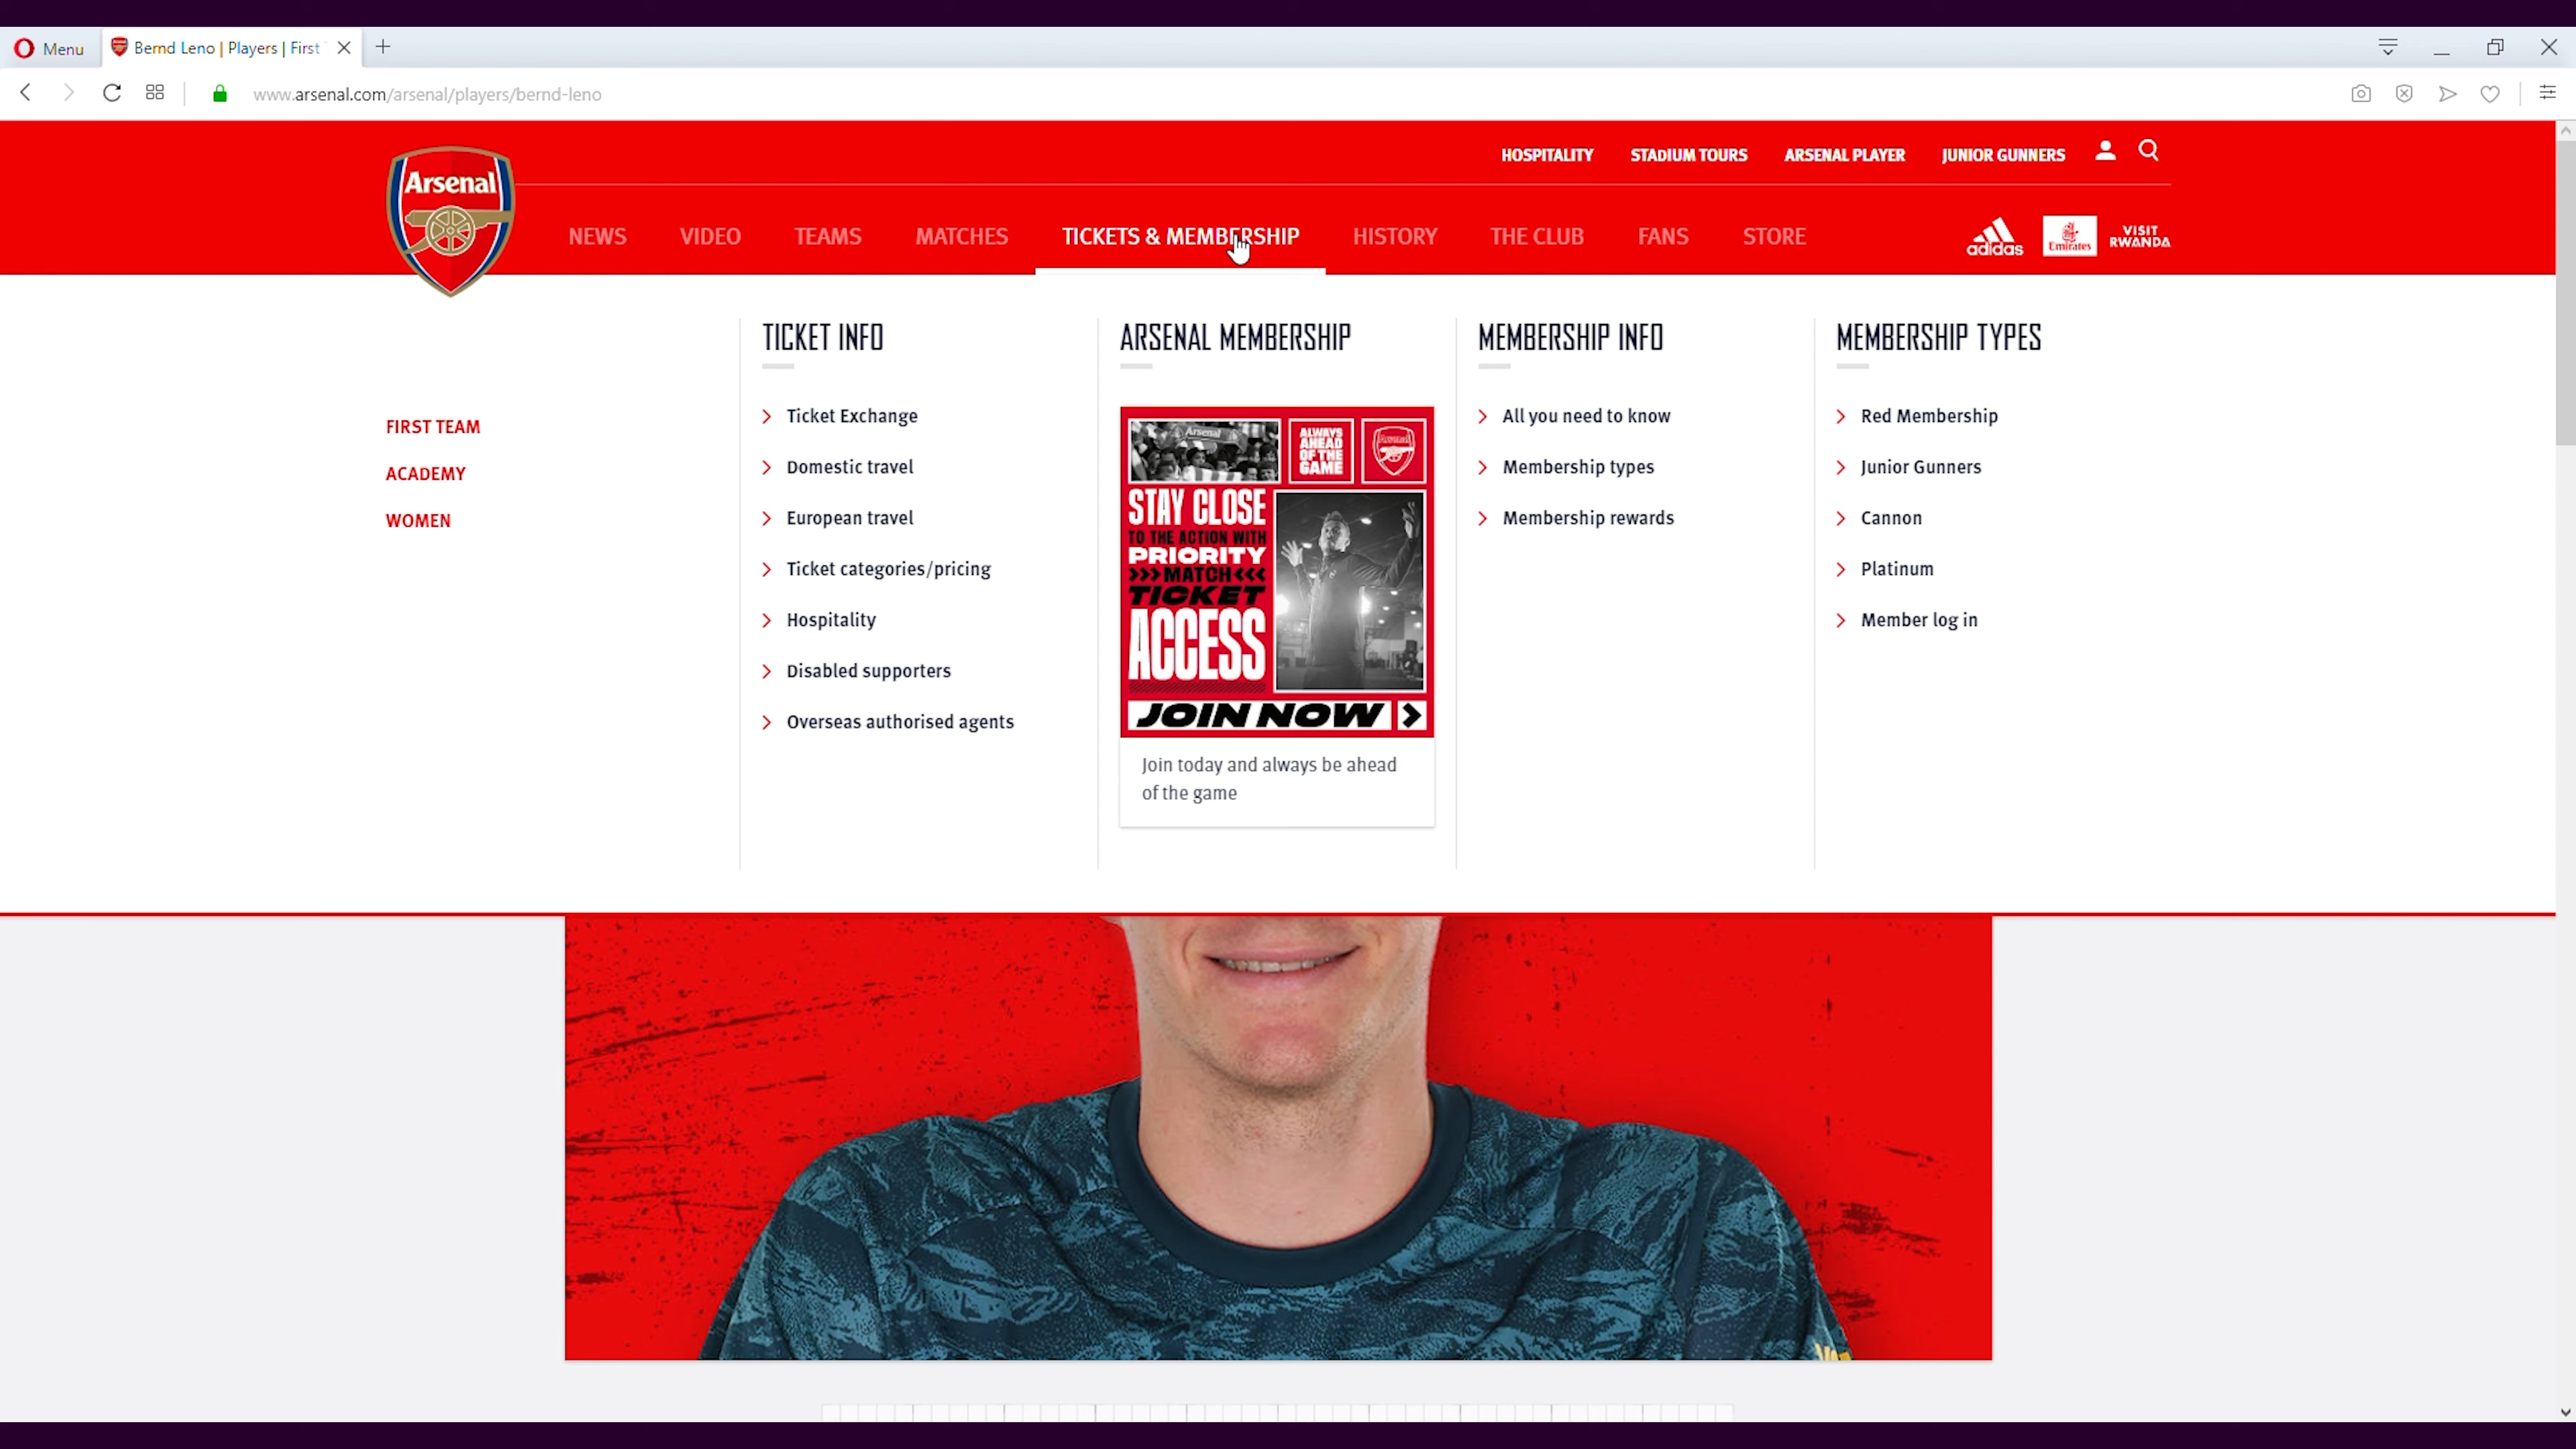 Menu
Bernd Leno | Players | First
www.arsenal.com/arsenal/players/bernd-leno
HOSPITALITY STADIUM TOURS ARSENAL PLAYER JUNIOR GUNNERS
Arsenal
NEWS VIDEO TEAMS MATCHES TICKETS & MEMBERSHIP HISTORY THE CLUB FANS STORE
adidas
Emirates
VISIT
RWANDA
FIRST TEAM
ACADEMY
WOMEN
TICKET INFO
Ticket Exchange
Domestic travel
European travel
Ticket categories/pricing
Hospitality
Disabled supporters
Overseas authorised agents
ARSENAL MEMBERSHIP
Arsenal
ALWAYS
AHEAD
OF THE
GAME
Arsenal
STAY CLOSE
TO THE ACTION WITH
PRIORITY
>>>MATCH<<<
TICKET
ACCESS
JOIN NOW >
Join today and always be ahead
of the game
MEMBERSHIP INFO
All you need to know
Membership types
Membership rewards
MEMBERSHIP TYPES
Red Membership
Junior Gunners
Cannon
Platinum
Member log in